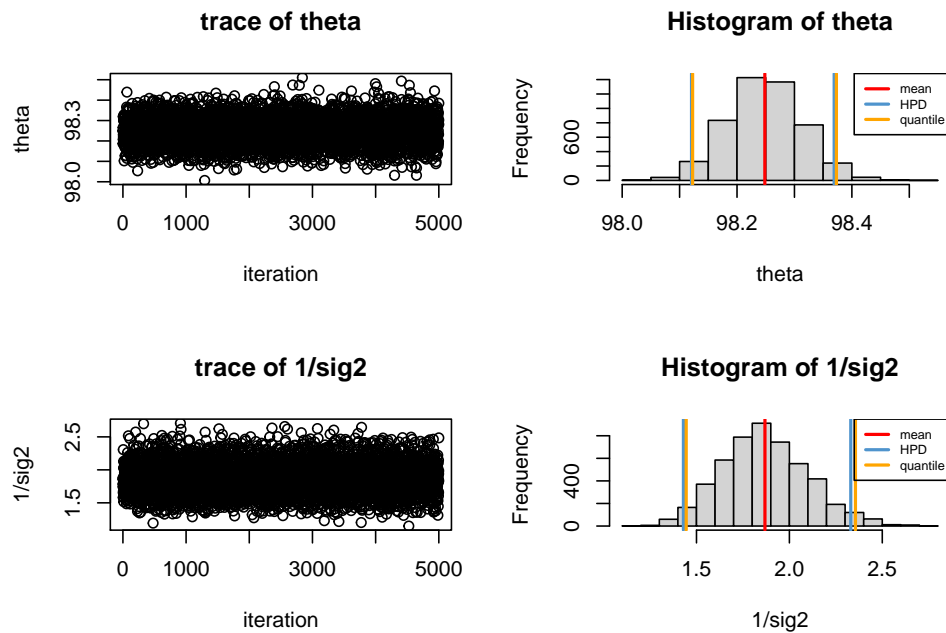 trace of theta
theta
98.0 98.3
0 1000 3000 5000
iteration
Histogram of theta
Frequency
0 600
mean
HPD
quantile
98.0 98.2 98.4
theta
trace of 1/sig2
1/sig2
1.5 2.5
0 1000 3000 5000
iteration
Histogram of 1/sig2
Frequency
0 400
mean
HPD
quantile
1.5 2.0 2.5
1/sig2